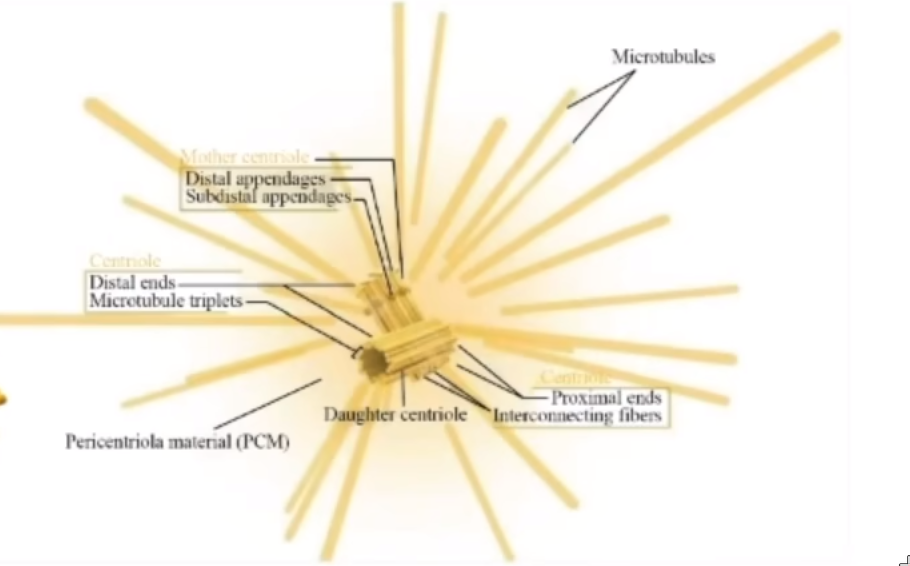 Microtubules
Mother centriole
Distal appendages
Subdistal appendages
Centriole
Distal ends
Microtubule triplets
Centriole
Proximal ends
Daughter centriole
Interconnecting fibers
Pericentriola material (PCM)